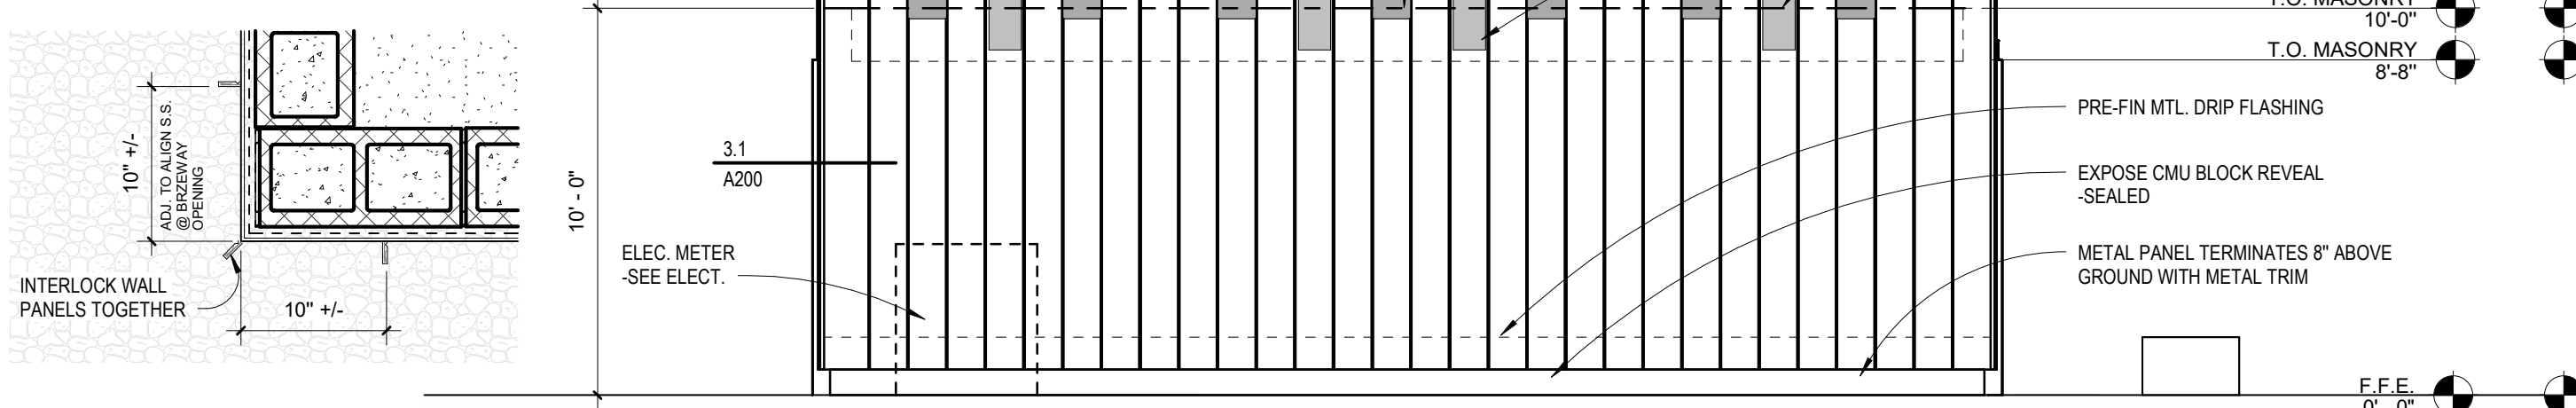 10" +/-
ADJ. TO ALIGN S.S.
@ BRZEWAY
OPENING
INTERLOCK WALL
PANELS TOGETHER
10" +/-
10' - 0"
3.1
A200
ELEC. METER
-SEE ELECT.
T.O. MASONRY
10'-0"
T.O. MASONRY
8'-8"
PRE-FIN MTL. DRIP FLASHING
EXPOSE CMU BLOCK REVEAL
-SEALED
METAL PANEL TERMINATES 8" ABOVE
GROUND WITH METAL TRIM
F.F.E.
0' - 0"